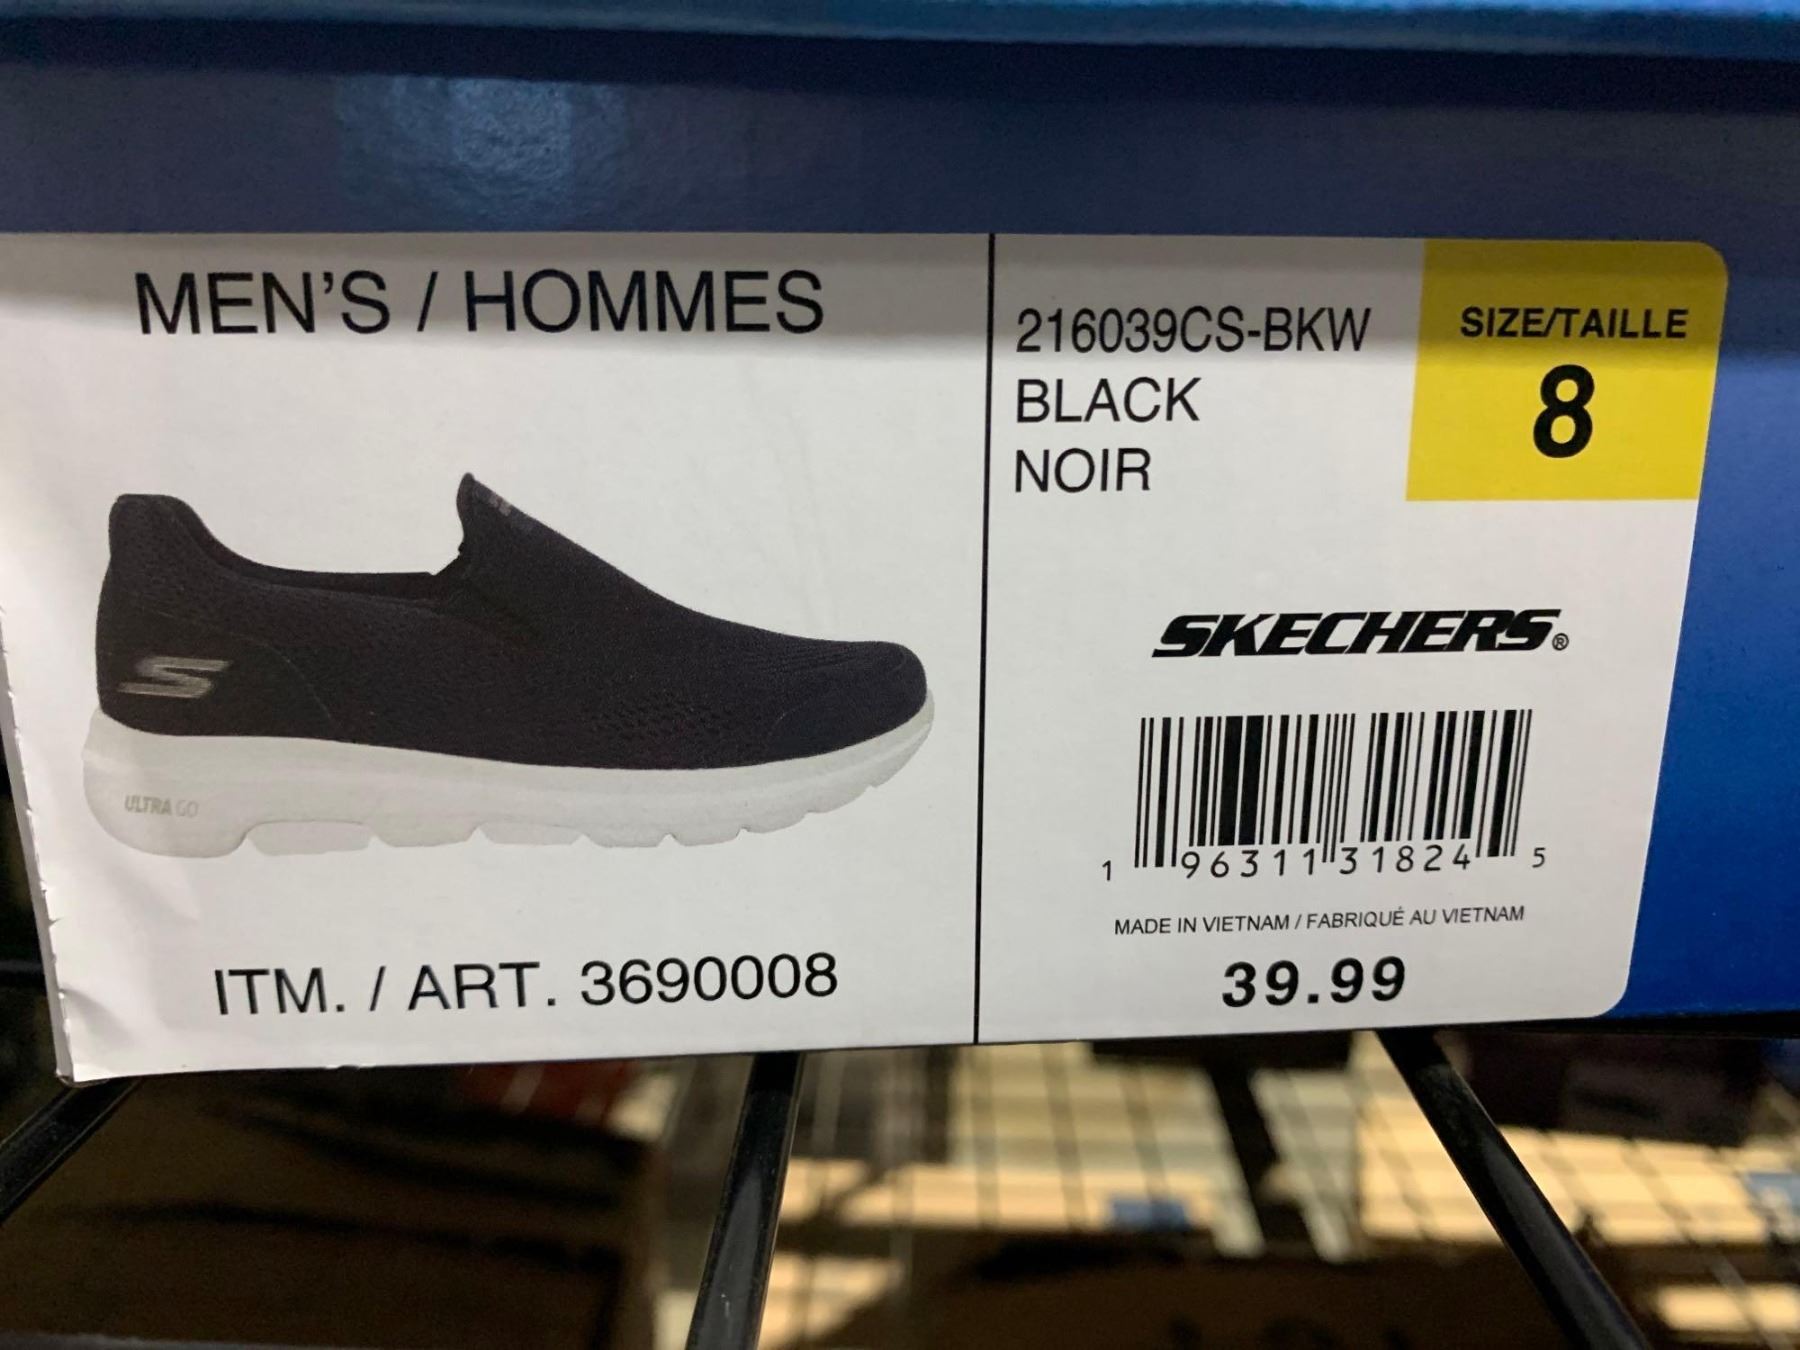 MEN'S / HOMMES
ULTRA GO
ITM. / ART. 3690008
216039CS-BKW
BLACK
NOIR
SIZE/TAILLE
8
SKECHERS®
1 96311 31824 5
MADE IN VIETNAM / FABRIQUÉ AU VIETNAM
39.99